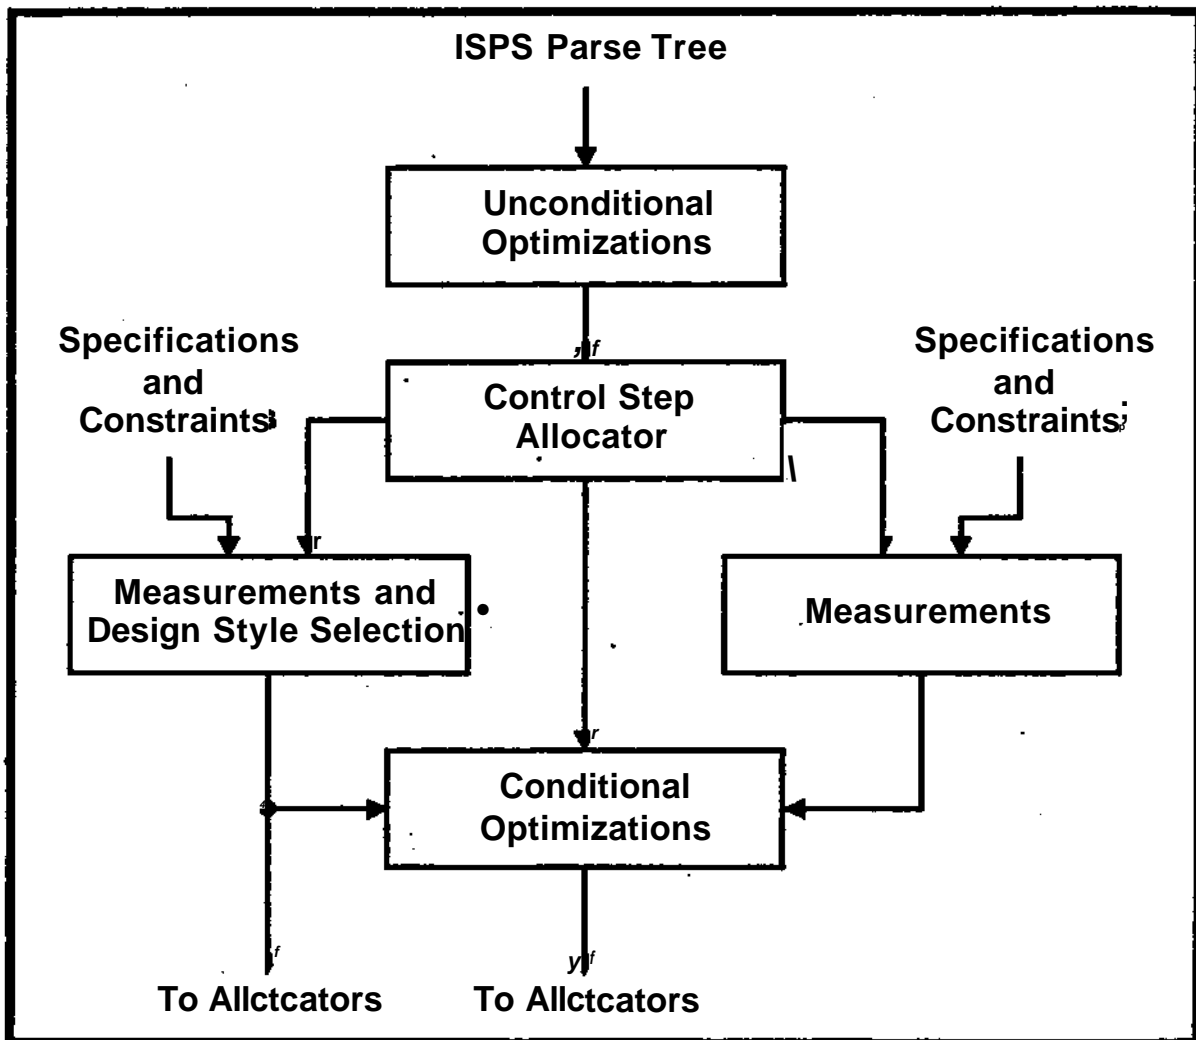 ISPS Parse Tree
Unconditional
Optimizations
Specifications
and
Constraints
Specifications
and
Constraints
Control Step
Allocator
Measurements and
Design Style Selection
Measurements
Conditional
Optimizations
To Allctcators
To Allctcators